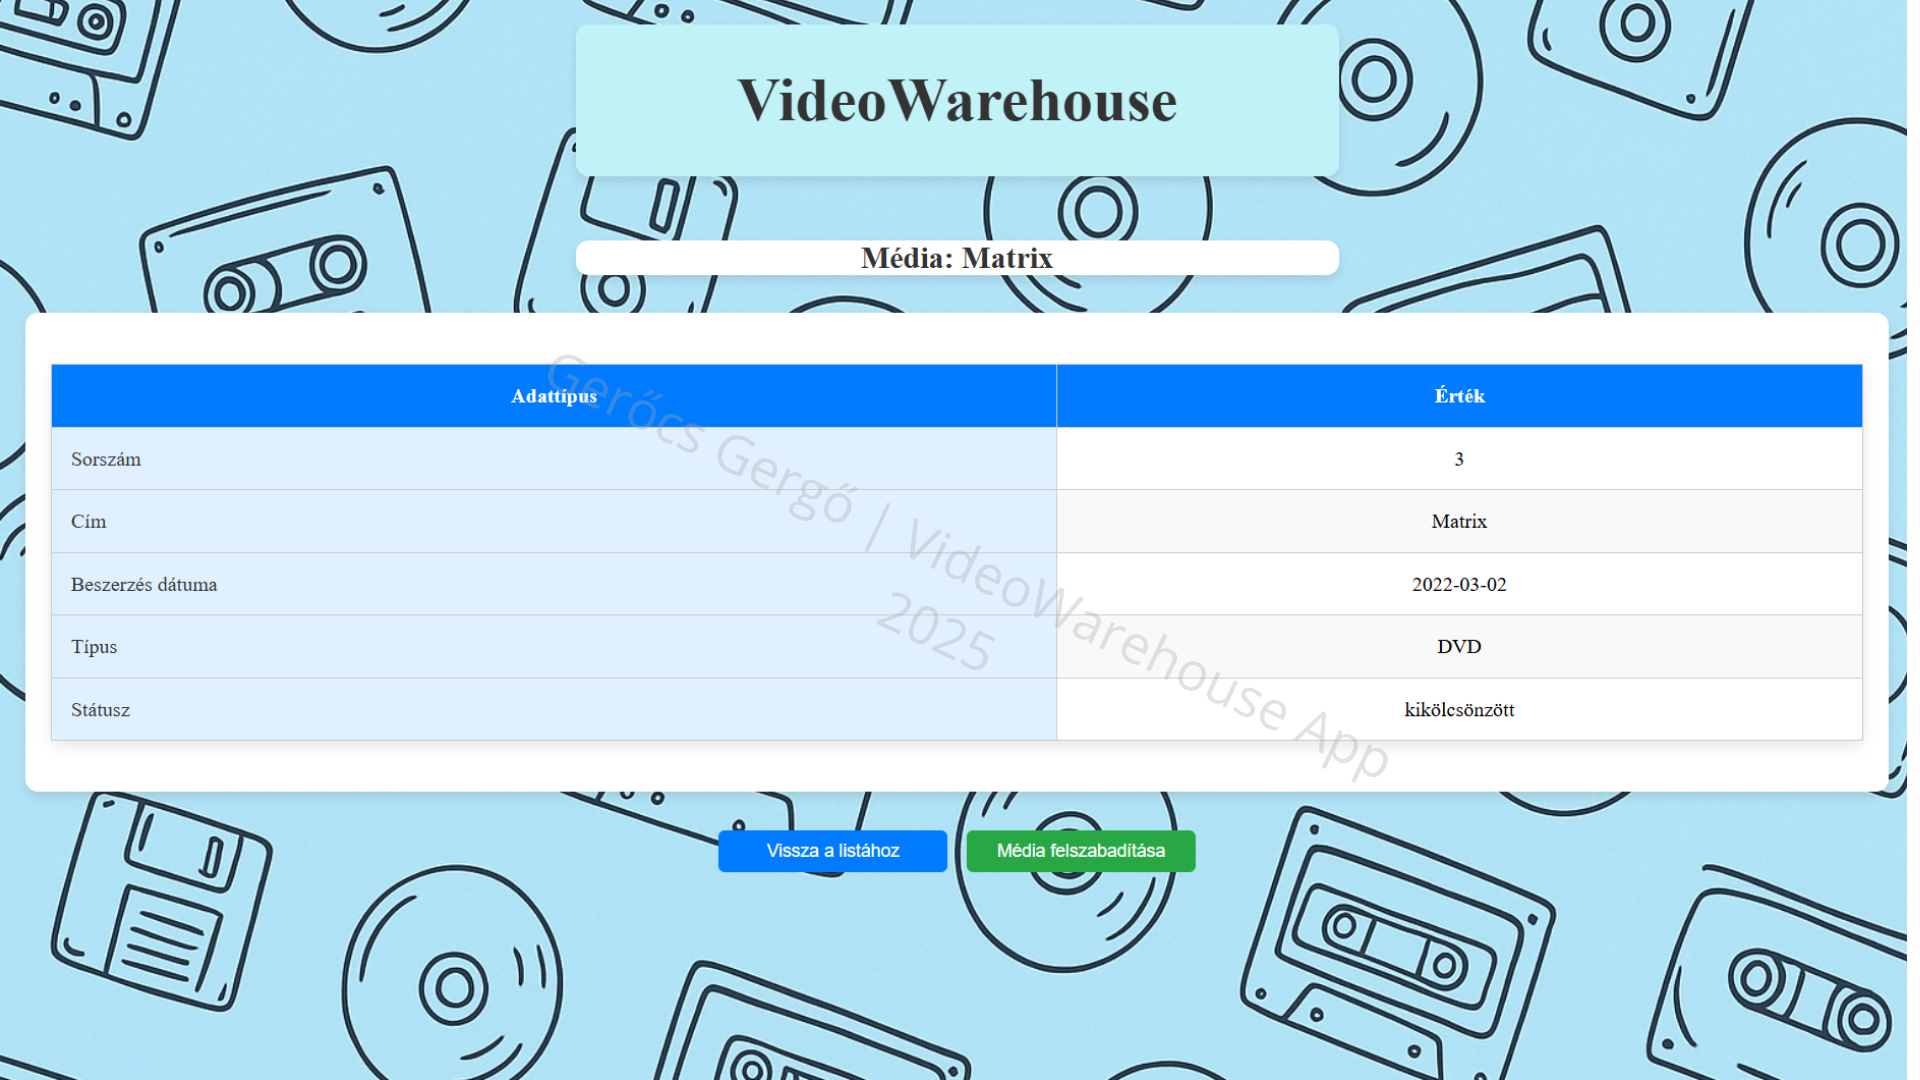 VideoWarehouse
Média: Matrix
Adattípus Érték
Sorszám 3
Cím Matrix
Beszerzés dátuma 2022-03-02
Típus DVD
Státusz kikölcsönzött
Gerőcs Gergő | VideoWarehouse App
2025
Vissza a listához Média felszabadítása